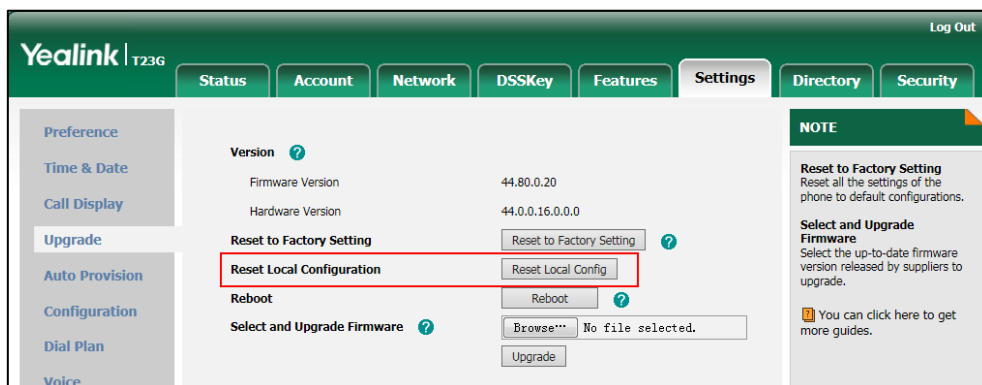 Log Out
Yealink T23G
Status Account Network DSSKey Features Settings Directory Security
Preference
Time & Date
Call Display
Upgrade
Auto Provision
Configuration
Dial Plan
Voice
Version ?
Firmware Version 44.80.0.20
Hardware Version 44.0.0.16.0.0.0
Reset to Factory Setting Reset to Factory Setting ?
Reset Local Configuration Reset Local Config
Reboot Reboot ?
Select and Upgrade Firmware ? Browse… No file selected.
Upgrade
NOTE
Reset to Factory Setting
Reset all the settings of the
phone to default configurations.
Select and Upgrade
Firmware
Select the up-to-date firmware
version released by suppliers to
upgrade.
? You can click here to get
more guides.